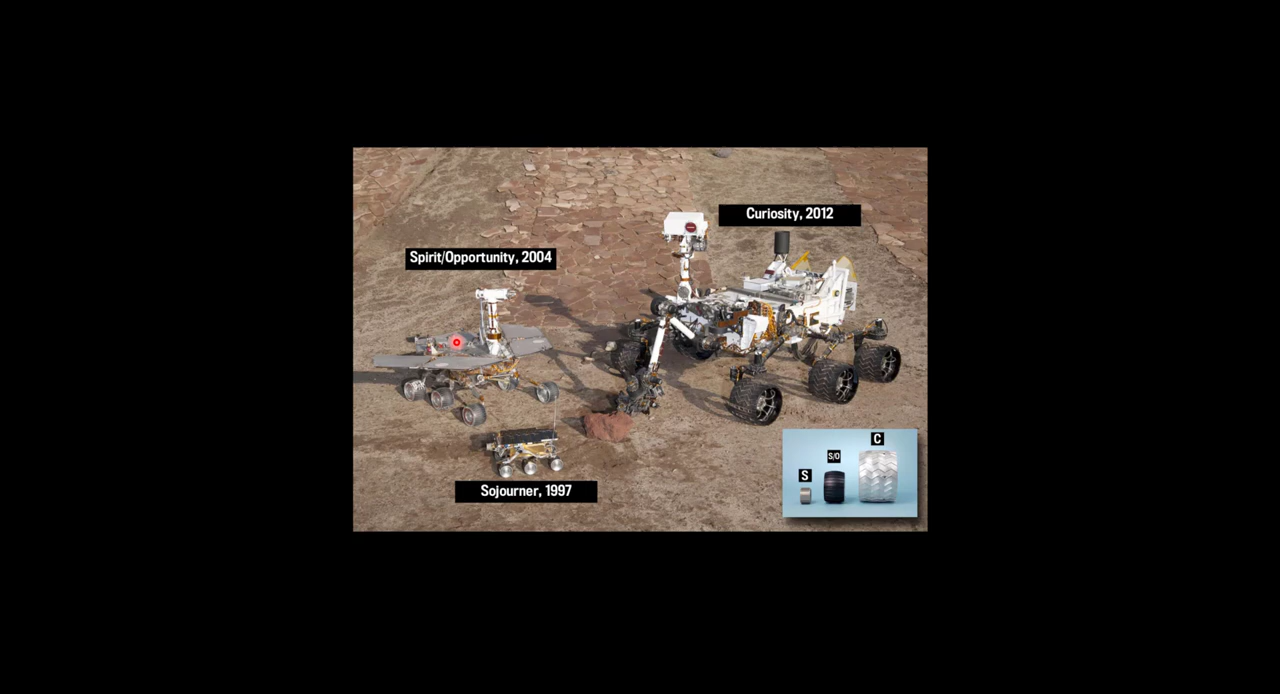 Curiosity, 2012
Spirit/Opportunity, 2004
Sojourner, 1997
C
S/O
S